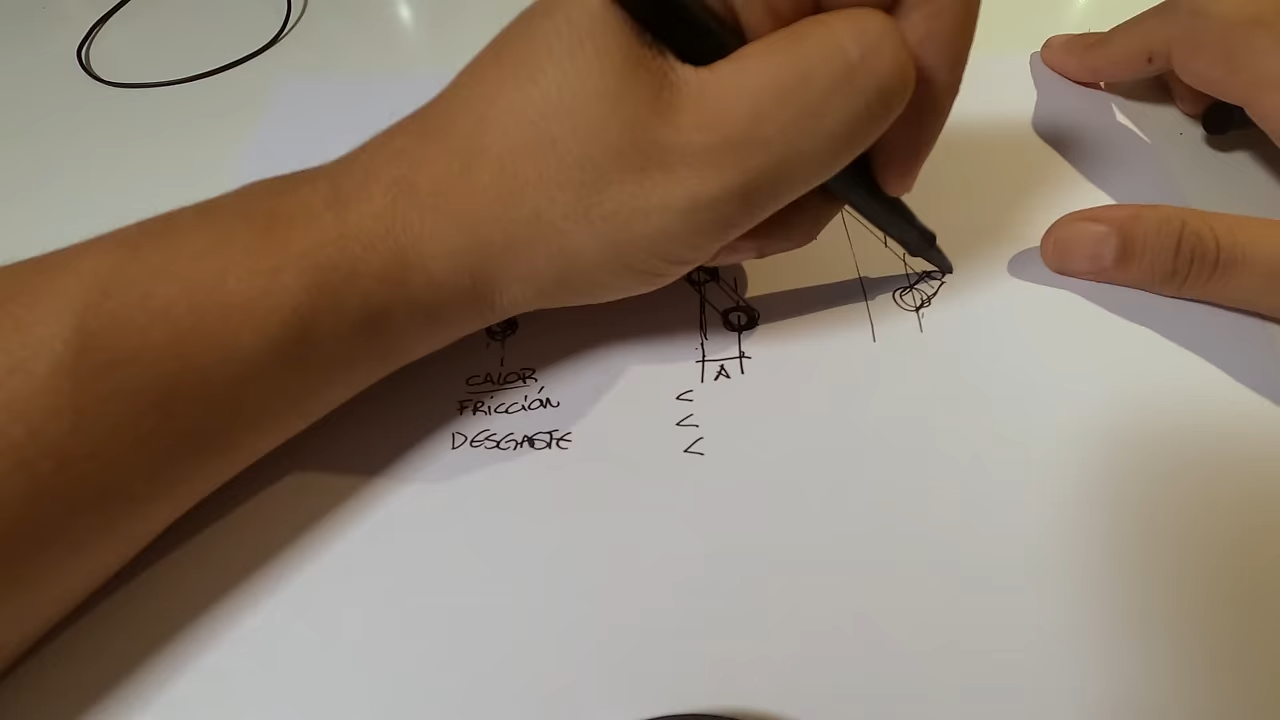 A
CALOR <
FRICCIÓN <
DESGASTE <